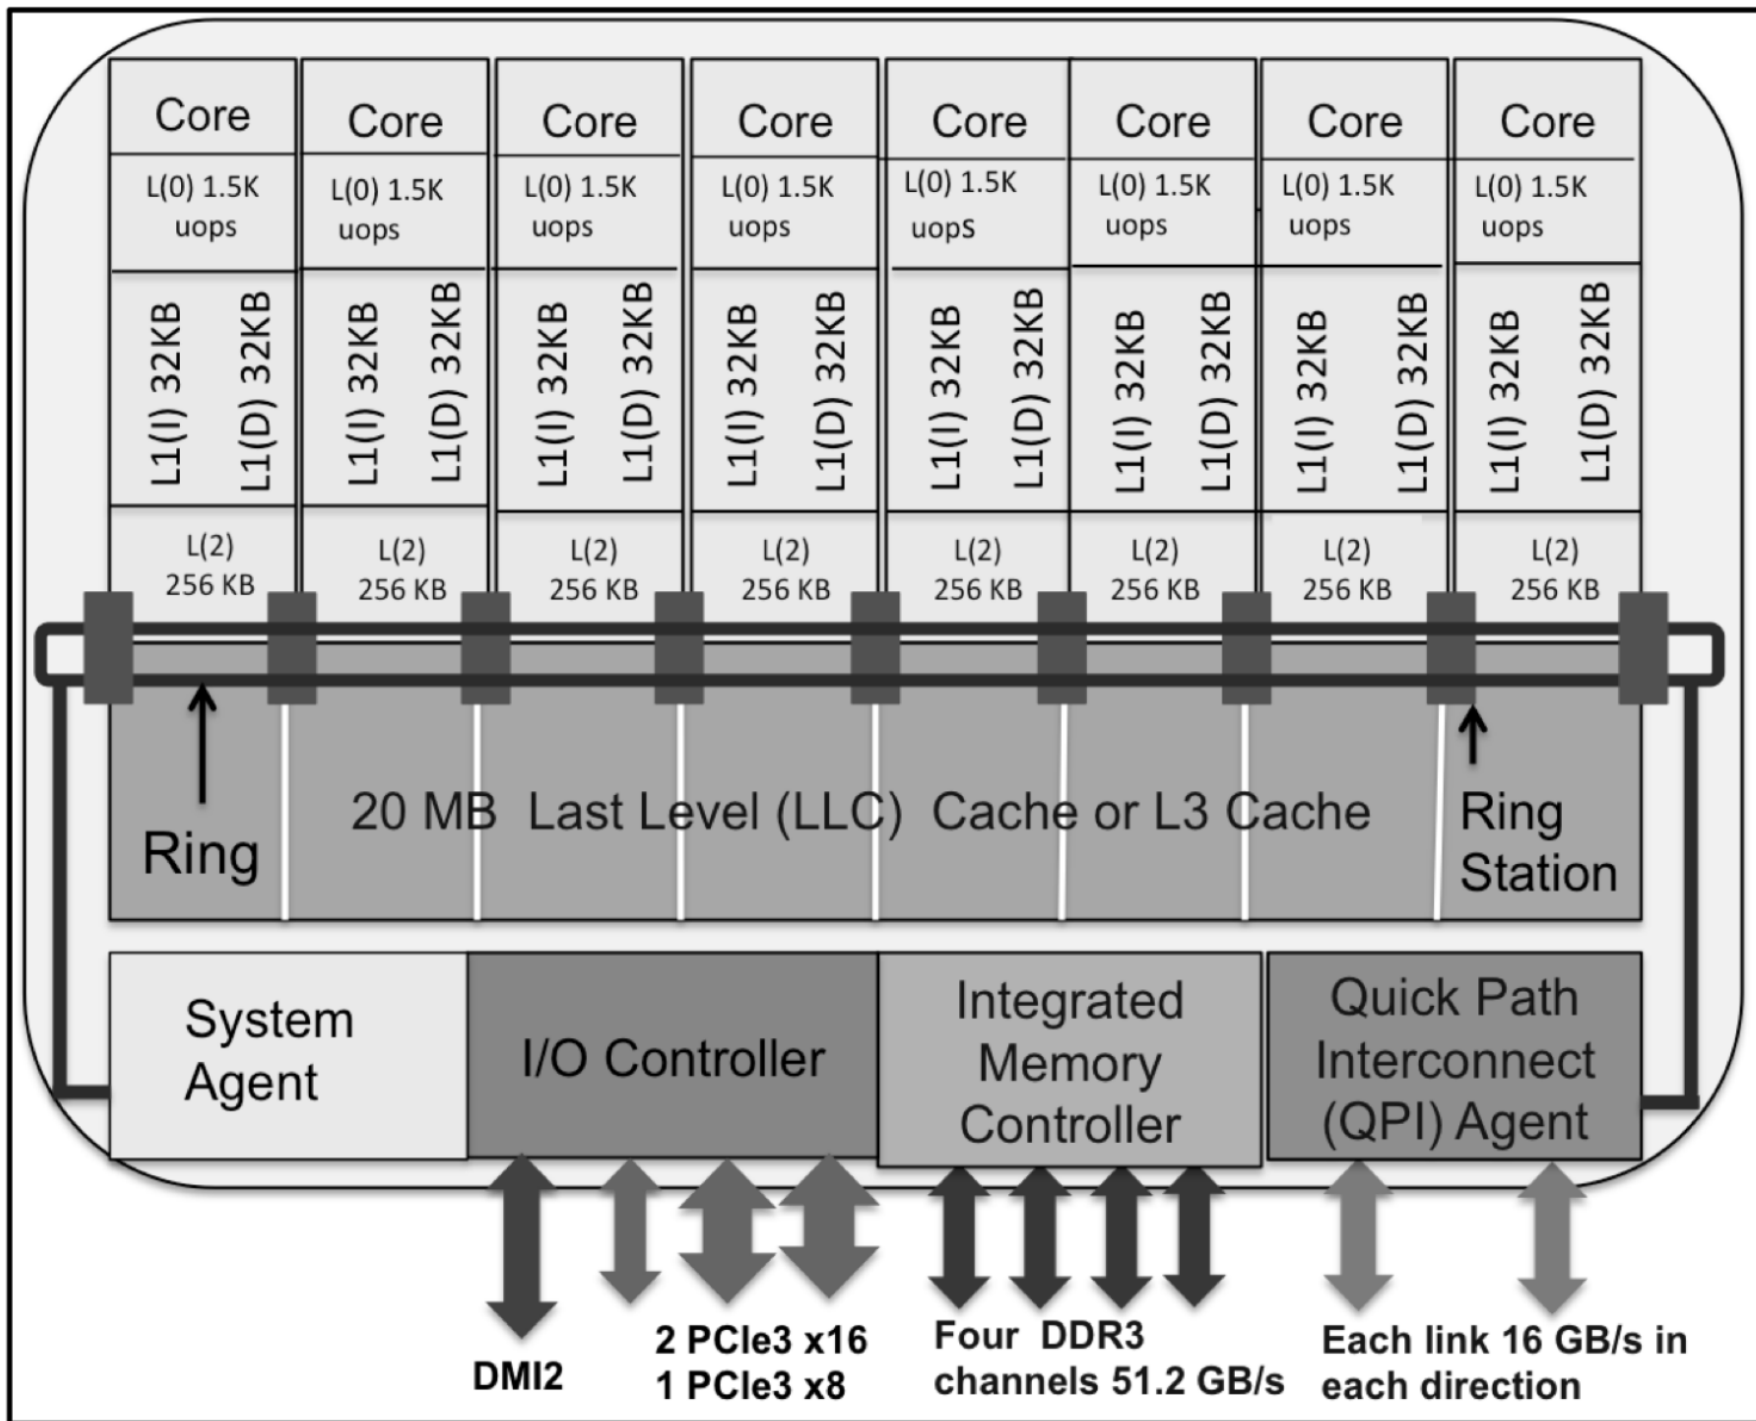 Core
Core
Core
Core
Core
Core
Core
Core
L(0) 1.5K
uops
L(0) 1.5K
uops
L(0) 1.5K
uops
L(0) 1.5K
uops
L(0) 1.5K
uopS
L(0) 1.5K
uops
L(0) 1.5K
uops
L(0) 1.5K
uops
L1(I) 32KB
L1(D) 32KB
L1(I) 32KB
L1(D) 32KB
L1(I) 32KB
L1(D) 32KB
L1(I) 32KB
L1(D) 32KB
L1(I) 32KB
L1(D) 32KB
L1(I) 32KB
L1(D) 32KB
L1(I) 32KB
L1(D) 32KB
L1(I) 32KB
L1(D) 32KB
L(2)
256 KB
L(2)
256 KB
L(2)
256 KB
L(2)
256 KB
L(2)
256 KB
L(2)
256 KB
L(2)
256 KB
L(2)
256 KB
Ring
20 MB Last Level (LLC) Cache or L3 Cache
Ring
Station
System
Agent
I/O Controller
Integrated
Memory
Controller
Quick Path
Interconnect
(QPI) Agent
DMI2
2 PCIe3 x16
1 PCIe3 x8
Four DDR3
channels 51.2 GB/s
Each link 16 GB/s in
each direction